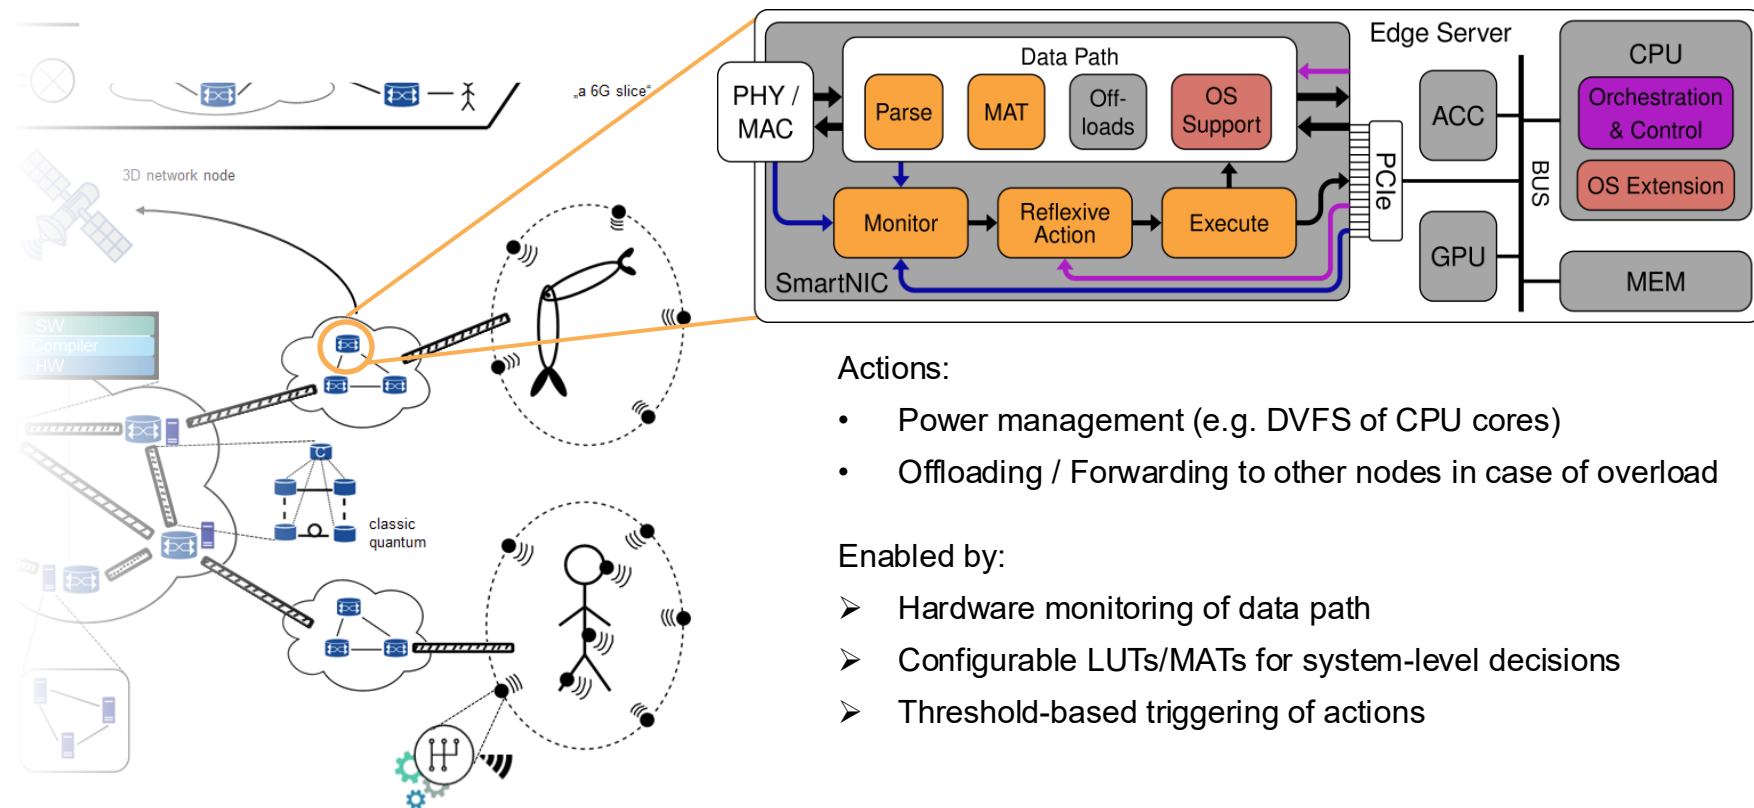 „a 6G slice“
3D network node
SW
Compiler
HW
C
classic
quantum
Edge Server
Data Path
PHY /
MAC
Parse
MAT
Off-
loads
OS
Support
Monitor
Reflexive
Action
Execute
SmartNIC
PCIe
ACC
GPU
BUS
CPU
Orchestration
& Control
OS Extension
MEM
Actions:
• Power management (e.g. DVFS of CPU cores)
• Offloading / Forwarding to other nodes in case of overload
Enabled by:
➢ Hardware monitoring of data path
➢ Configurable LUTs/MATs for system-level decisions
➢ Threshold-based triggering of actions